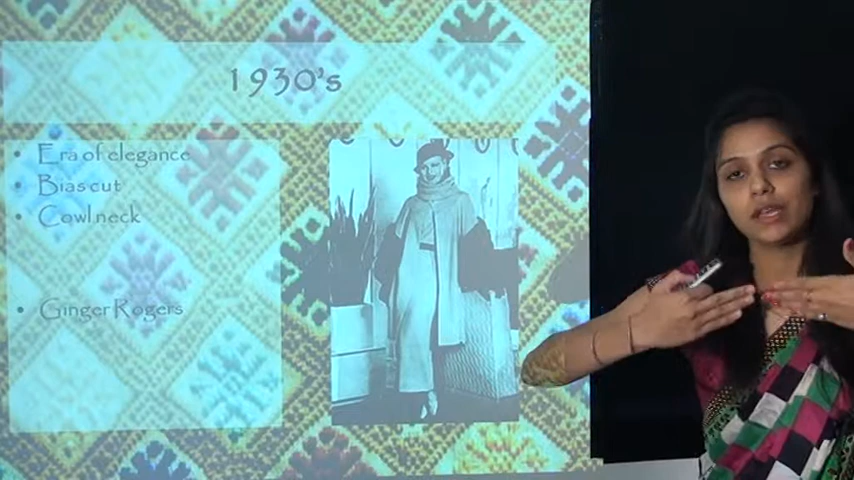 1930's
• Era of elegance
• Bias cut
• Cowl neck
• Ginger Rogers